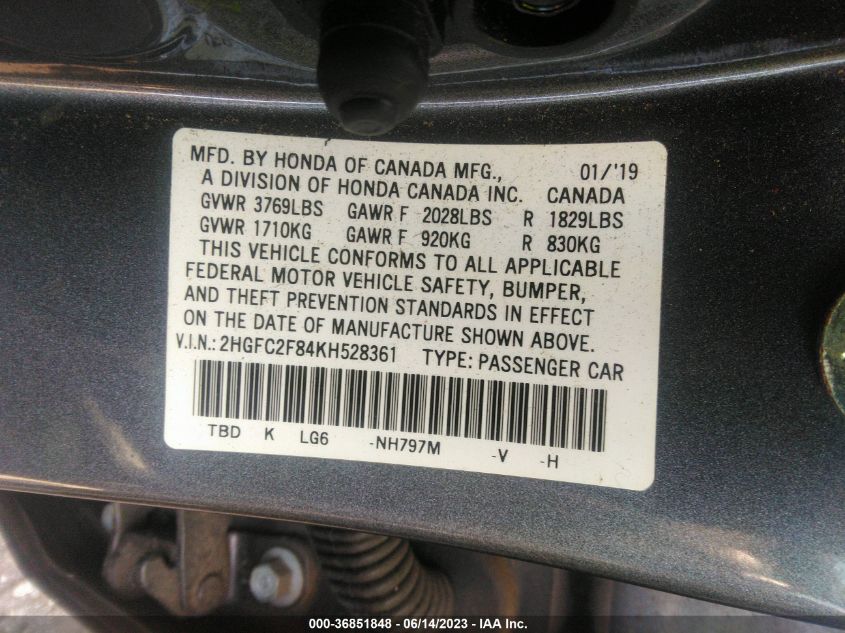 MFD. BY HONDA OF CANADA MFG., 01/'19
A DIVISION OF HONDA CANADA INC. CANADA
GVWR 3769LBS GAWR F 2028LBS R 1829LBS
GVWR 1710KG GAWR F 920KG R 830KG
THIS VEHICLE CONFORMS TO ALL APPLICABLE
FEDERAL MOTOR VEHICLE SAFETY, BUMPER,
AND THEFT PREVENTION STANDARDS IN EFFECT
ON THE DATE OF MANUFACTURE SHOWN ABOVE.
V.I.N.: 2HGFC2F84KH528361 TYPE: PASSENGER CAR
TBD K LG6 -NH797M -V -H
000-36851848 - 06/14/2023 - IAA Inc.